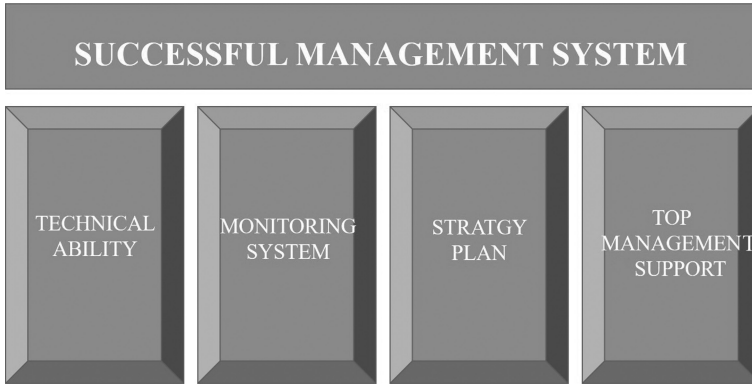 SUCCESSFUL MANAGEMENT SYSTEM
TECHNICAL
ABILITY
MONITORING
SYSTEM
STRATGY
PLAN
TOP
MANAGEMENT
SUPPORT